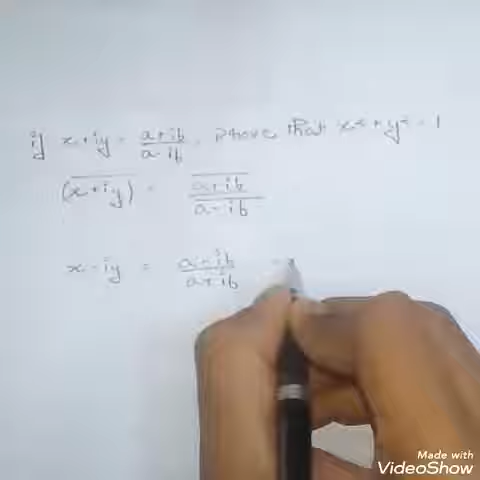 if x+iy = a+ib / a-ib, prove that x² + y² = 1
(x+iy) = a+ib / a-ib
x-iy = a-ib / a+ib
Made with
VideoShow